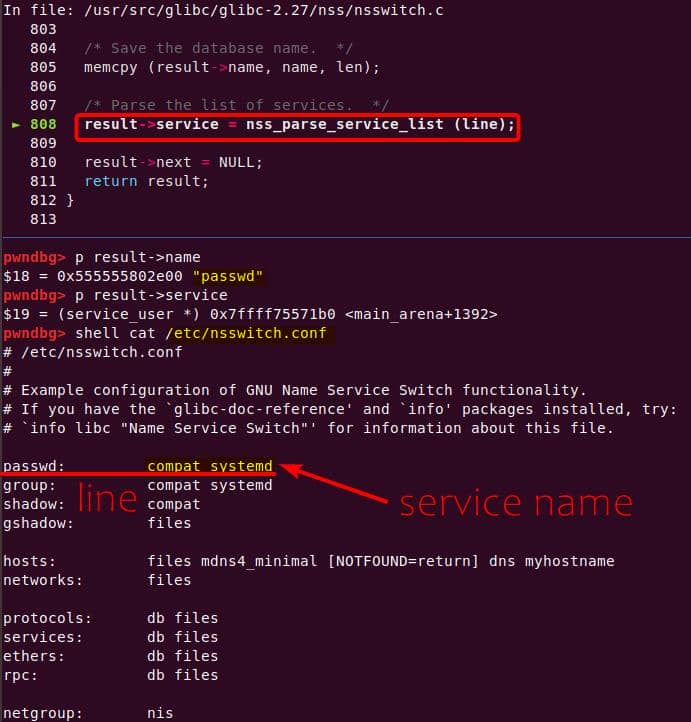 In file: /usr/src/glibc/glibc-2.27/nss/nsswitch.c
803
804 /* Save the database name.  */
805 memcpy (result->name, name, len);
806
807 /* Parse the list of services.  */
► 808 result->service = nss_parse_service_list (line);
809
810 result->next = NULL;
811 return result;
812 }
813
pwndbg> p result->name
$18 = 0x555555802e00 "passwd"
pwndbg> p result->service
$19 = (service_user *) 0x7ffff75571b0 <main_arena+1392>
pwndbg> shell cat /etc/nsswitch.conf
# /etc/nsswitch.conf
#
# Example configuration of GNU Name Service Switch functionality.
# If you have the `glibc-doc-reference' and `info' packages installed, try:
# `info libc "Name Service Switch"' for information about this file.
passwd: compat systemd
group: compat systemd
line
service name
shadow: compat
gshadow: files
hosts: files mdns4_minimal [NOTFOUND=return] dns myhostname
networks: files
protocols: db files
services: db files
ethers: db files
rpc: db files
netgroup: nis